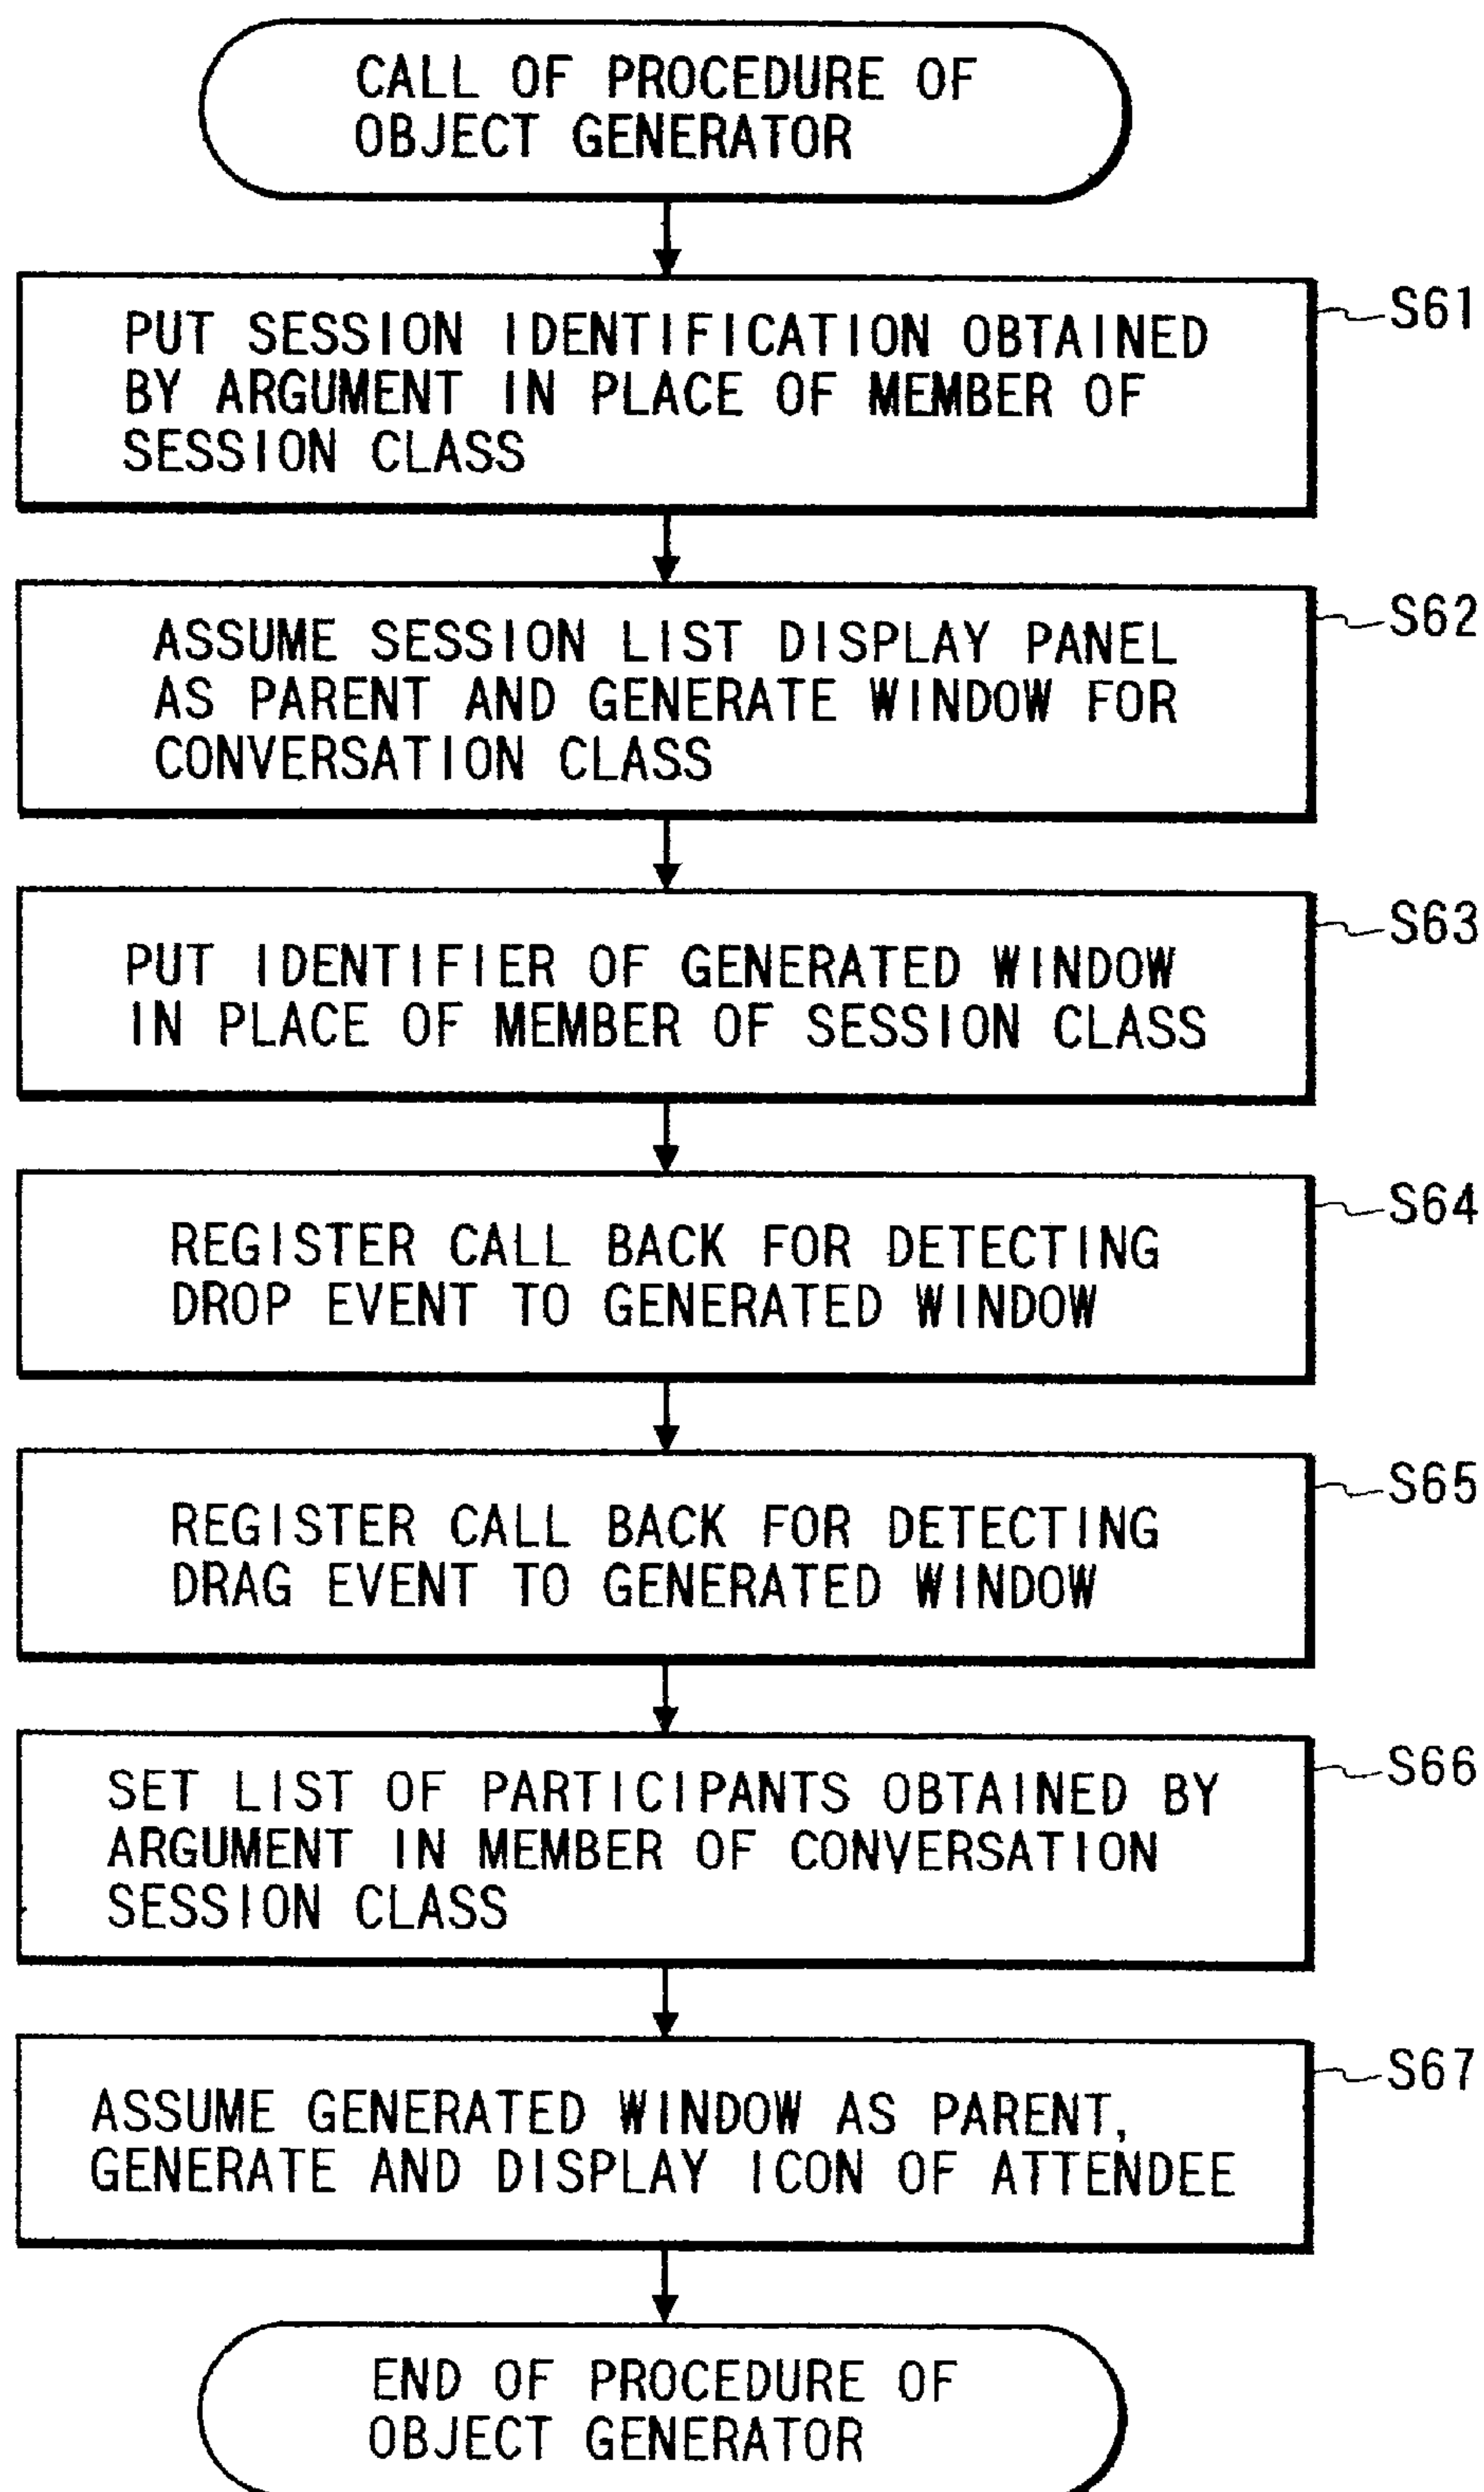 CALL OF PROCEDURE OF
OBJECT GENERATOR
S61
PUT SESSION IDENTIFICATION OBTAINED
BY ARGUMENT IN PLACE OF MEMBER OF
SESSION CLASS
S62
ASSUME SESSION LIST DISPLAY PANEL
AS PARENT AND GENERATE WINDOW FOR
CONVERSATION CLASS
S63
PUT IDENTIFIER OF GENERATED WINDOW
IN PLACE OF MEMBER OF SESSION CLASS
S64
REGISTER CALL BACK FOR DETECTING
DROP EVENT TO GENERATED WINDOW
S65
REGISTER CALL BACK FOR DETECTING
DRAG EVENT TO GENERATED WINDOW
S66
SET LIST OF PARTICIPANTS OBTAINED BY
ARGUMENT IN MEMBER OF CONVERSATION
SESSION CLASS
S67
ASSUME GENERATED WINDOW AS PARENT,
GENERATE AND DISPLAY ICON OF ATTENDEE
END OF PROCEDURE OF
OBJECT GENERATOR